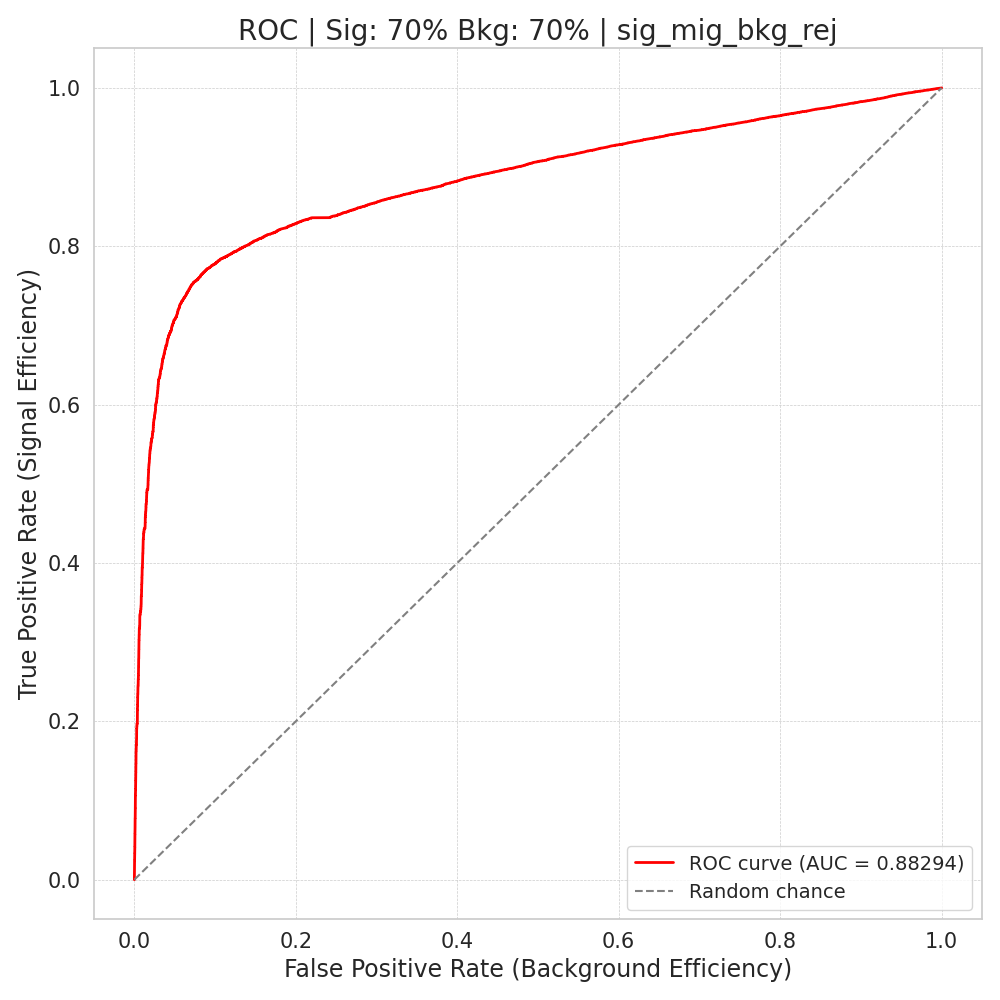 ROC | Sig: 70% Bkg: 70% | sig_mig_bkg_rej
True Positive Rate (Signal Efficiency)
1.0
0.8
0.6
0.4
0.2
0.0
ROC curve (AUC = 0.88294)
Random chance
0.0 0.2 0.4 0.6 0.8 1.0
False Positive Rate (Background Efficiency)